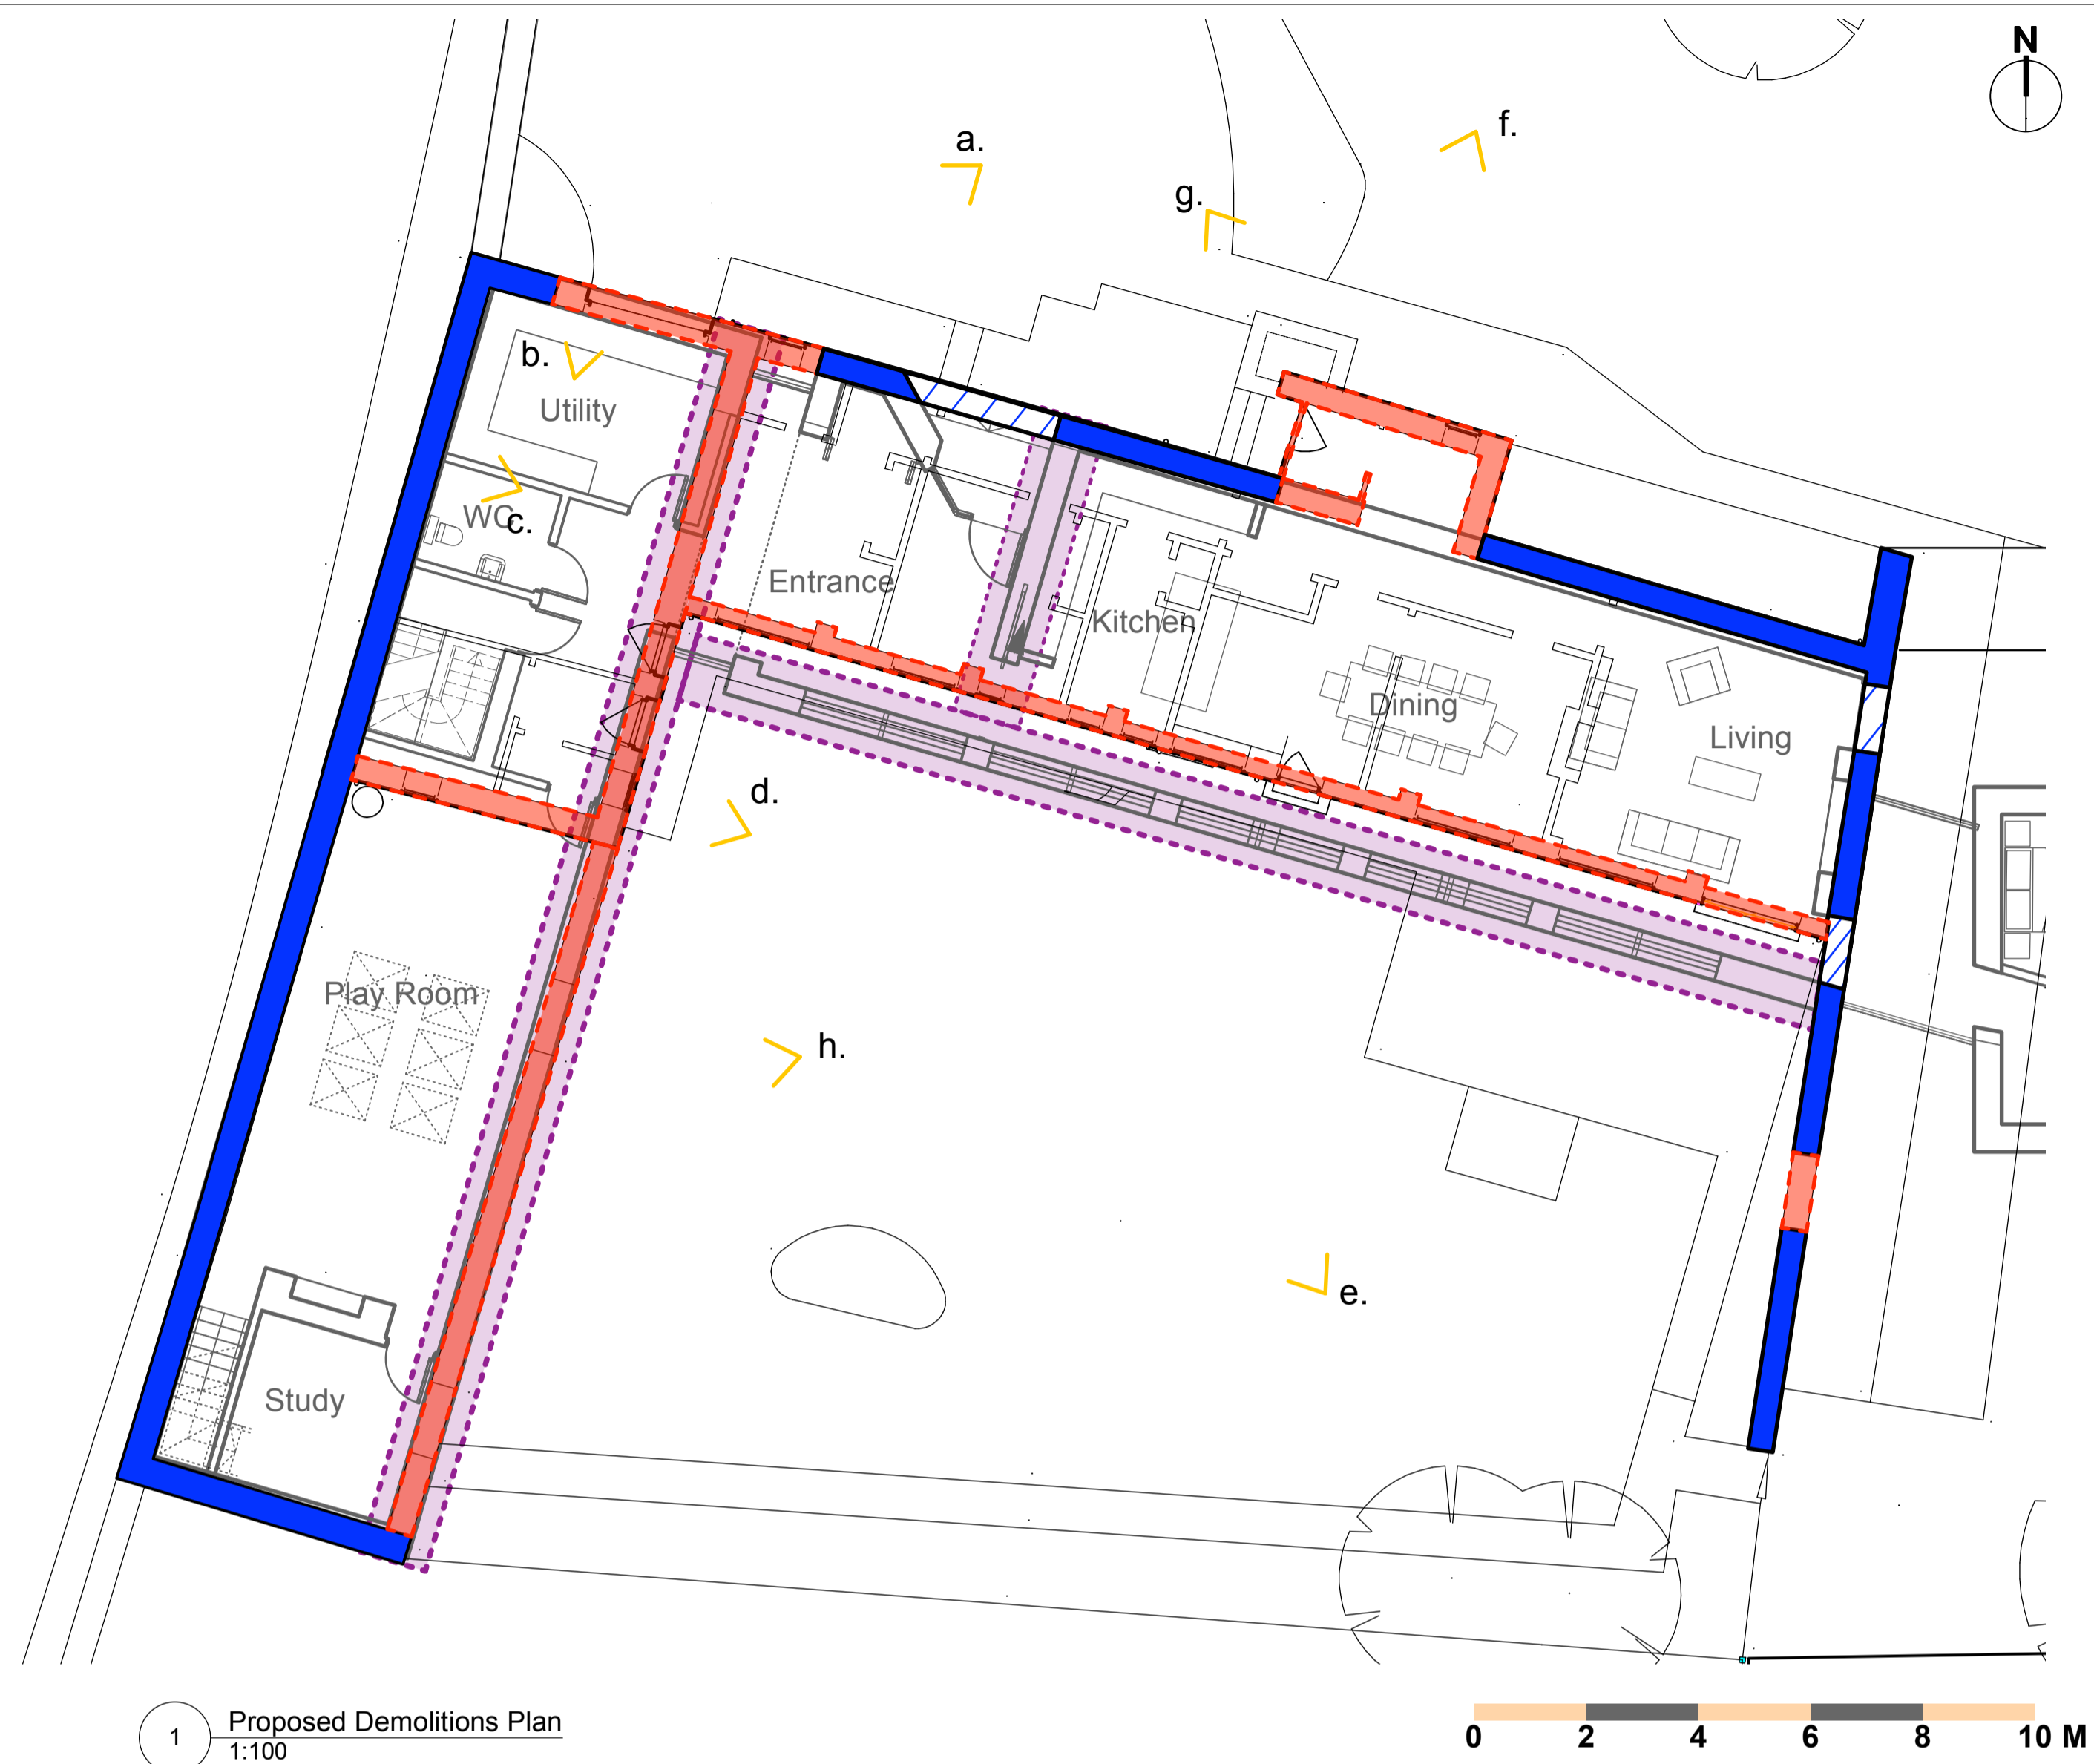 N
a.
f.
g.
b.
Utility
WC
c.
Entrance
Kitchen
Dining
Living
d.
Play Room
h.
e.
Study
1
Proposed Demolitions Plan
1:100
0 2 4 6 8 10 M